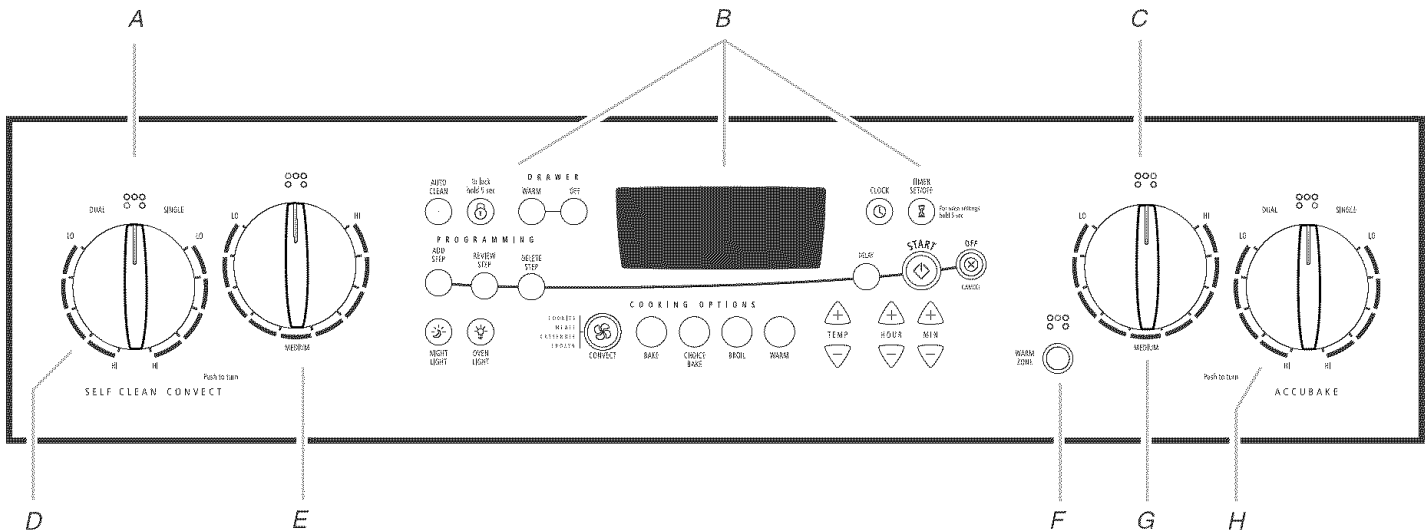 A B C
DUAL SINGLE
LO LO
HI HI
SELF CLEAN CONVECT
LO HI
MEDIUM
Push to turn
AUTO
CLEAN
hold 5 sec
DRAWER
WARM OFF
CLOCK
TIMER
SET/OFF
hold 5 sec
PROGRAMMING
ADD
STEP
REVIEW
STEP
DELETE
STEP
DELAY
START
OFF
CANCEL
COOKING OPTIONS
NIGHT
LIGHT
OVEN
LIGHT
CONVECT
BAKE
CHOICE
BAKE
BROIL
WARM
+ + +
TEMP HOUR MIN
− − −
WARM
ZONE
LO HI
MEDIUM
DUAL SINGLE
LO LO
HI HI
Push to turn
ACCUBAKE
D E F G H